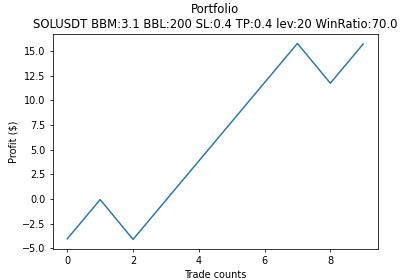 Portfolio
SOLUSDT BBM:3.1 BBL:200 SL:0.4 TP:0.4 lev:20 WinRatio:70.0
15.0
12.5
10.0
7.5
5.0
2.5
0.0
−2.5
−5.0
Profit ($)
0 2 4 6 8
Trade counts